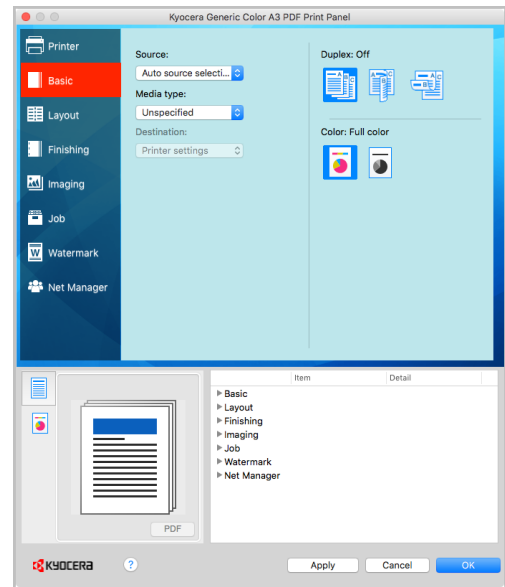 Kyocera Generic Color A3 PDF Print Panel
Printer
Basic
Layout
Finishing
Imaging
Job
Watermark
Net Manager
Source:
Auto source selecti...
Media type:
Unspecified
Destination:
Printer settings
Duplex: Off
Color: Full color
Item Detail
Basic
Layout
Finishing
Imaging
Job
Watermark
Net Manager
PDF
KYOCERA
?
Apply Cancel OK